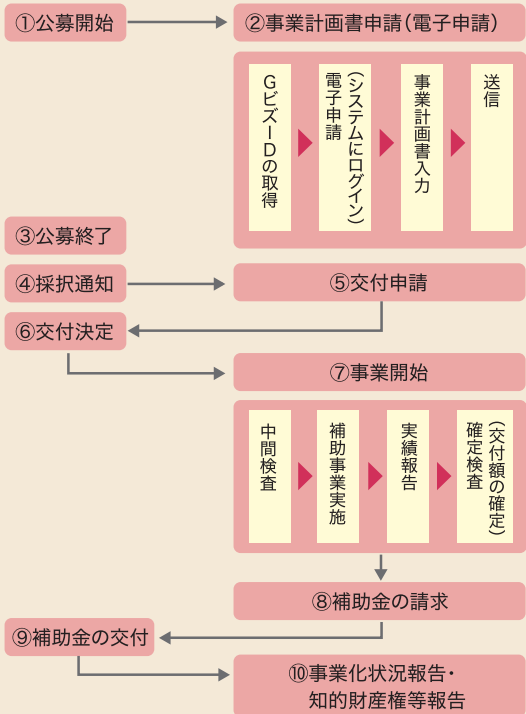 ①公募開始
②事業計画書申請(電子申請)
GビズIDの取得
電子申請
(システムにログイン)
事業計画書入力
送信
③公募終了
④採択通知
⑤交付申請
⑥交付決定
⑦事業開始
中間検査
補助事業実施
実績報告
(交付額の確定)
確定検査
⑧補助金の請求
⑨補助金の交付
⑩事業化状況報告・
知的財産権等報告